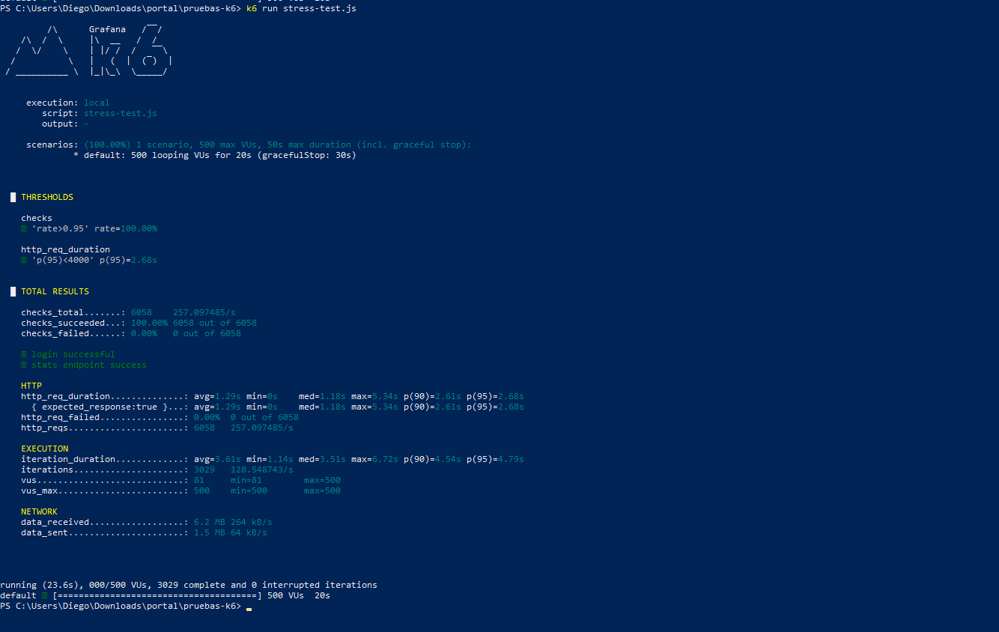 PS C:\Users\Diego\Downloads\portal\pruebas-k6> k6 run stress-test.js
Grafana
execution: local
script: stress-test.js
output: -
scenarios: (100.00%) 1 scenario, 500 max VUs, 50s max duration (incl. graceful stop):
* default: 500 looping VUs for 20s (gracefulStop: 30s)
THRESHOLDS
checks
'rate>0.95' rate=100.00%
http_req_duration
'p(95)<4000' p(95)=2.68s
TOTAL RESULTS
checks_total.......: 6058 257.097485/s
checks_succeeded...: 100.00% 6058 out of 6058
checks_failed......: 0.00% 0 out of 6058
login successful
stats endpoint success
HTTP
http_req_duration..............: avg=1.29s min=0s med=1.18s max=5.34s p(90)=2.61s p(95)=2.68s
{ expected_response:true }...: avg=1.29s min=0s med=1.18s max=5.34s p(90)=2.61s p(95)=2.68s
http_req_failed................: 0.00% 0 out of 6058
http_reqs......................: 6058 257.097485/s
EXECUTION
iteration_duration.............: avg=3.61s min=1.14s med=3.51s max=6.72s p(90)=4.54s p(95)=4.79s
iterations.....................: 3029 128.548743/s
vus............................: 81 min=81 max=500
vus_max........................: 500 min=500 max=500
NETWORK
data_received..................: 6.2 MB 264 kB/s
data_sent......................: 1.5 MB 64 kB/s
running (23.6s), 000/500 VUs, 3029 complete and 0 interrupted iterations
default [======================================] 500 VUs 20s
PS C:\Users\Diego\Downloads\portal\pruebas-k6>